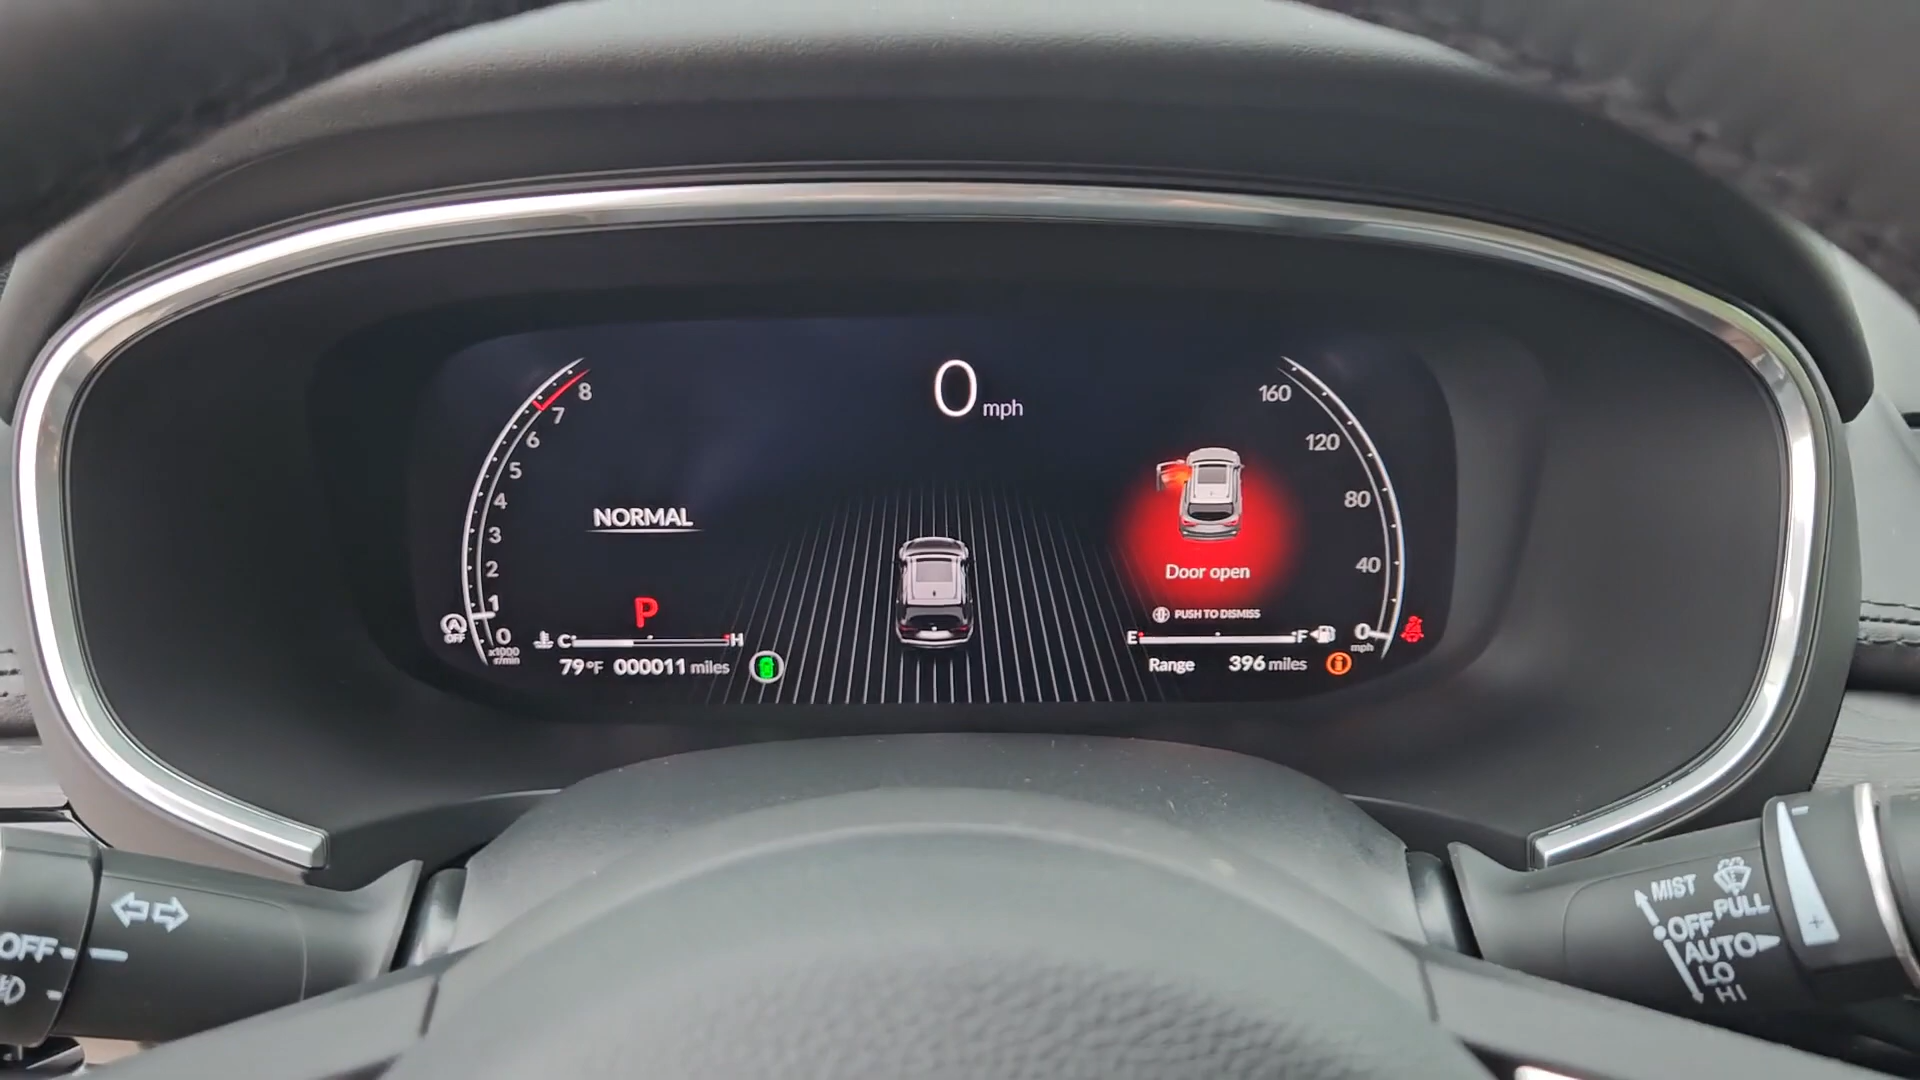 0 mph
8
7
6
5
4
3
2
1
0
x1000
r/min
160
120
80
40
0
mph
NORMAL
P
Door open
PUSH TO DISMISS
A
OFF
C H
E F
79°F 000011 miles
Range 396 miles
OFF
MIST
OFF PULL
AUTO
LO
HI